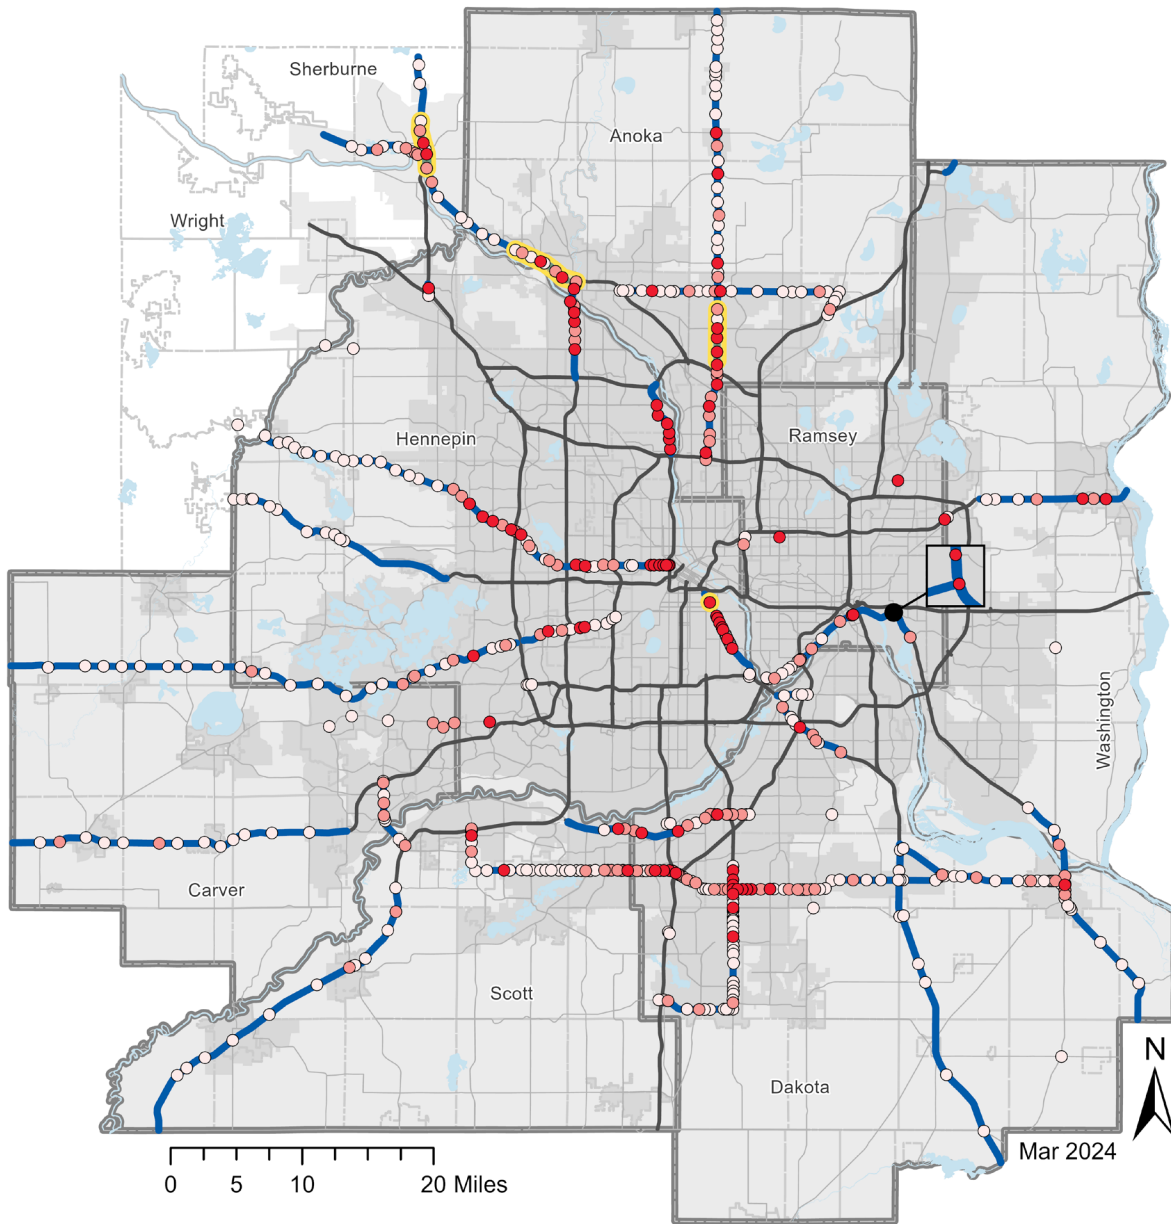 Sherburne
Anoka
Wright
Hennepin
Ramsey
Washington
Carver
Scott
Dakota
N
Mar 2024
0 5 10 20 Miles